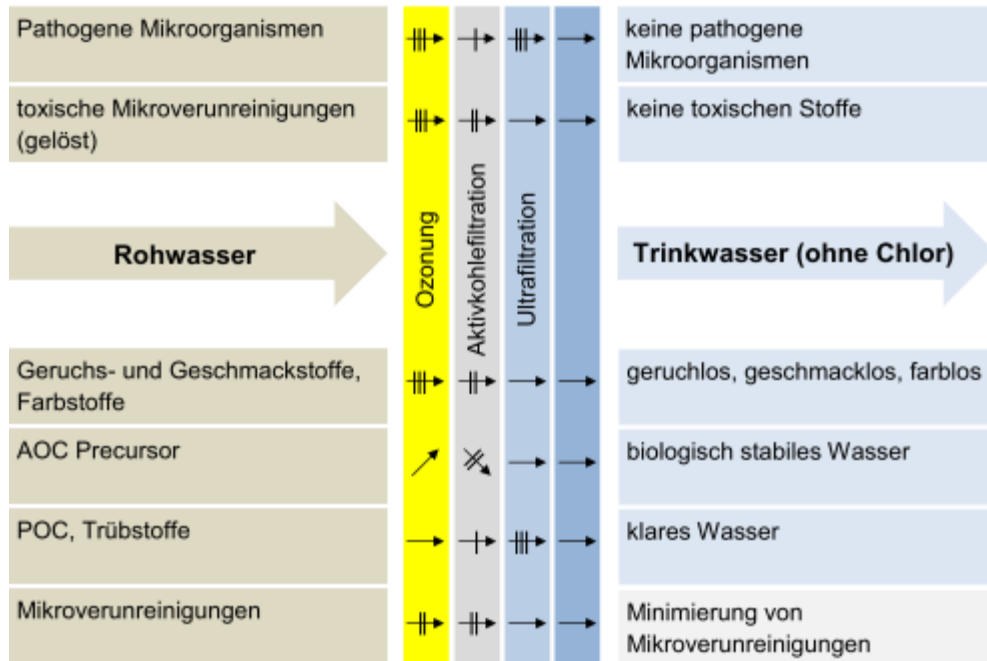 Pathogene Mikroorganismen
keine pathogene
Mikroorganismen
toxische Mikroverunreinigungen
(gelöst)
keine toxischen Stoffe
Rohwasser
Ozonung
Aktivkohlefiltration
Ultrafiltration
Trinkwasser (ohne Chlor)
Geruchs- und Geschmackstoffe,
Farbstoffe
geruchlos, geschmacklos, farblos
AOC Precursor
biologisch stabiles Wasser
POC, Trübstoffe
klares Wasser
Mikroverunreinigungen
Minimierung von
Mikroverunreinigungen